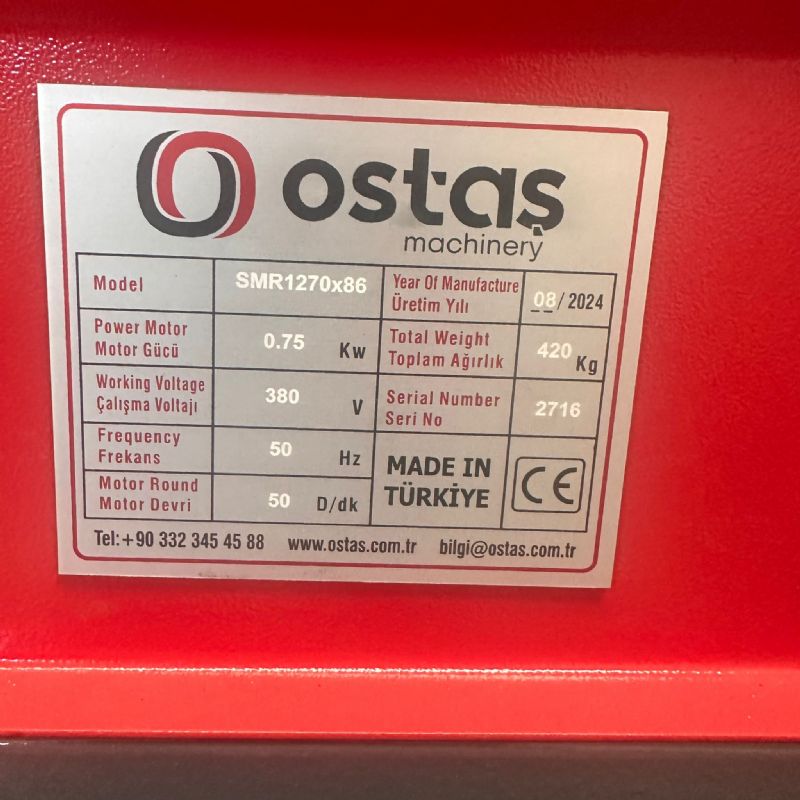 ostaş
machinery
Model SMR1270x86 Year Of Manufacture
Üretim Yılı 08/2024
Power Motor
Motor Gücü 0.75 Kw Total Weight
Toplam Ağırlık 420 Kg
Working Voltage
Çalışma Voltajı 380 V Serial Number
Seri No 2716
Frequency
Frekans 50 Hz
Motor Round
Motor Devri 50 D/dk
MADE IN
TÜRKİYE CE
Tel:+90 332 345 45 88 www.ostas.com.tr bilgi@ostas.com.tr